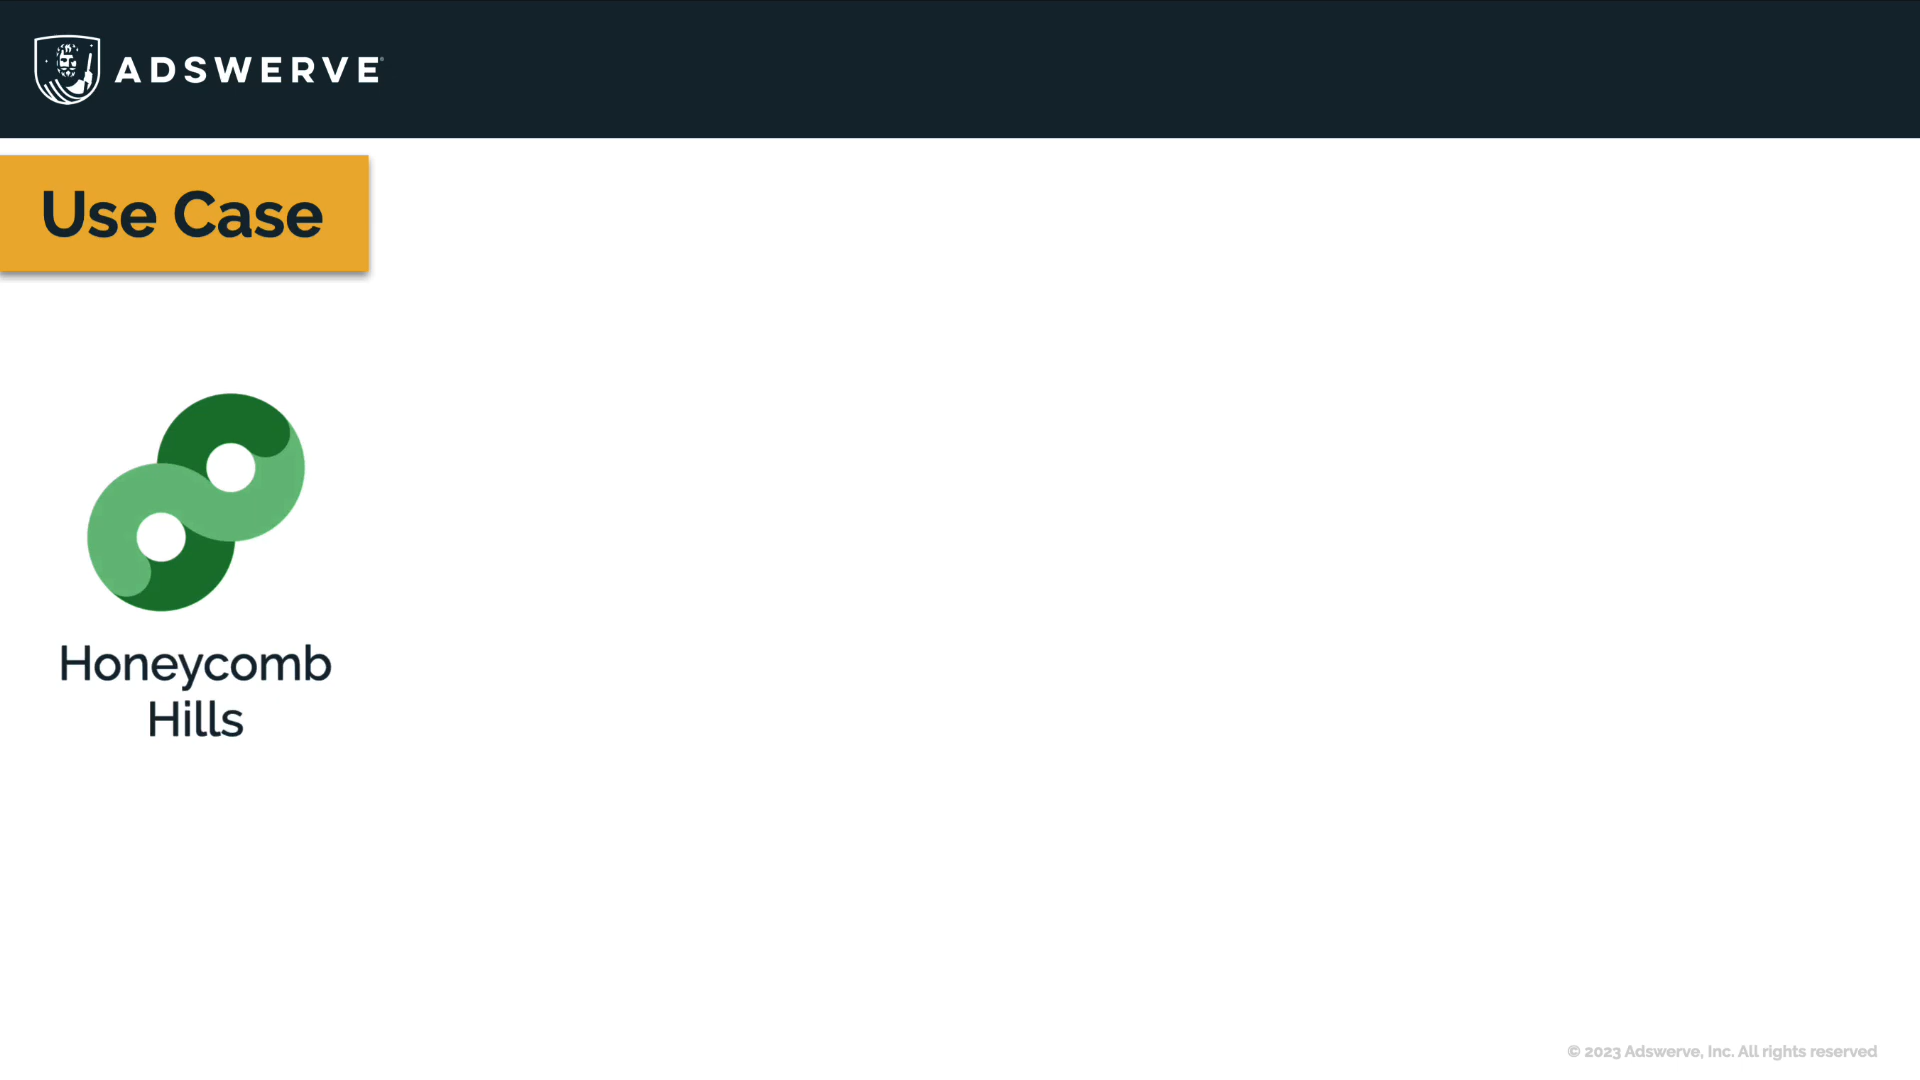 ADSWERVE®
Use Case
Honeycomb
Hills
© 2023 Adswerve, Inc. All rights reserved